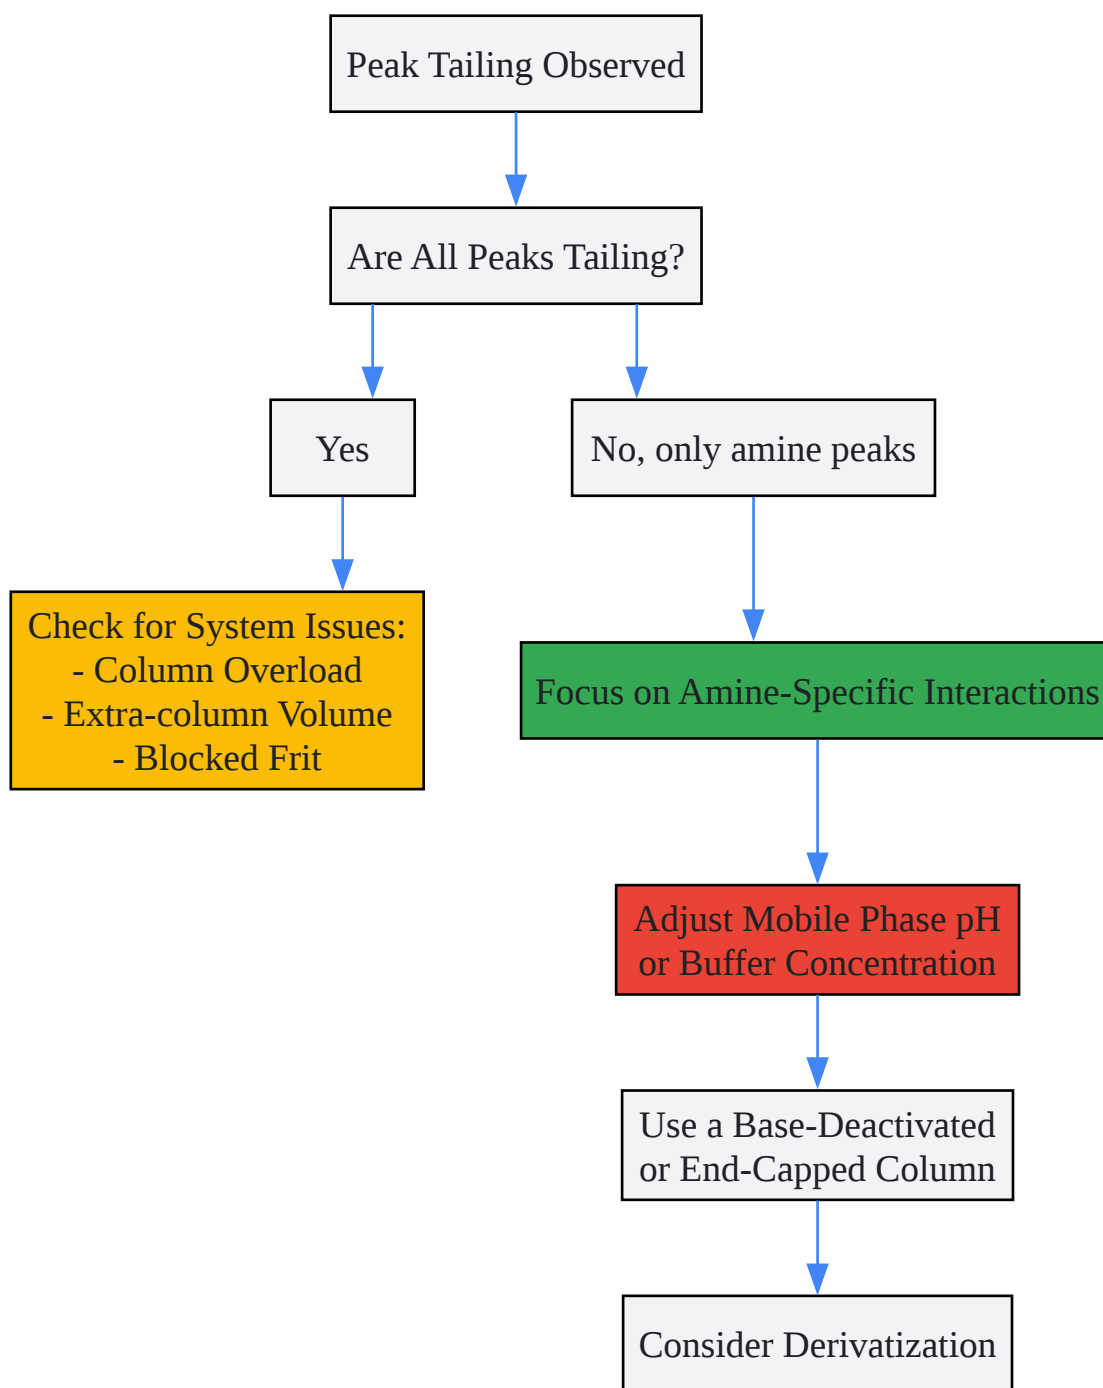 Peak Tailing Observed
Are All Peaks Tailing?
Yes
No, only amine peaks
Check for System Issues:
- Column Overload
- Extra-column Volume
- Blocked Frit
Focus on Amine-Specific Interactions
Adjust Mobile Phase pH
or Buffer Concentration
Use a Base-Deactivated
or End-Capped Column
Consider Derivatization